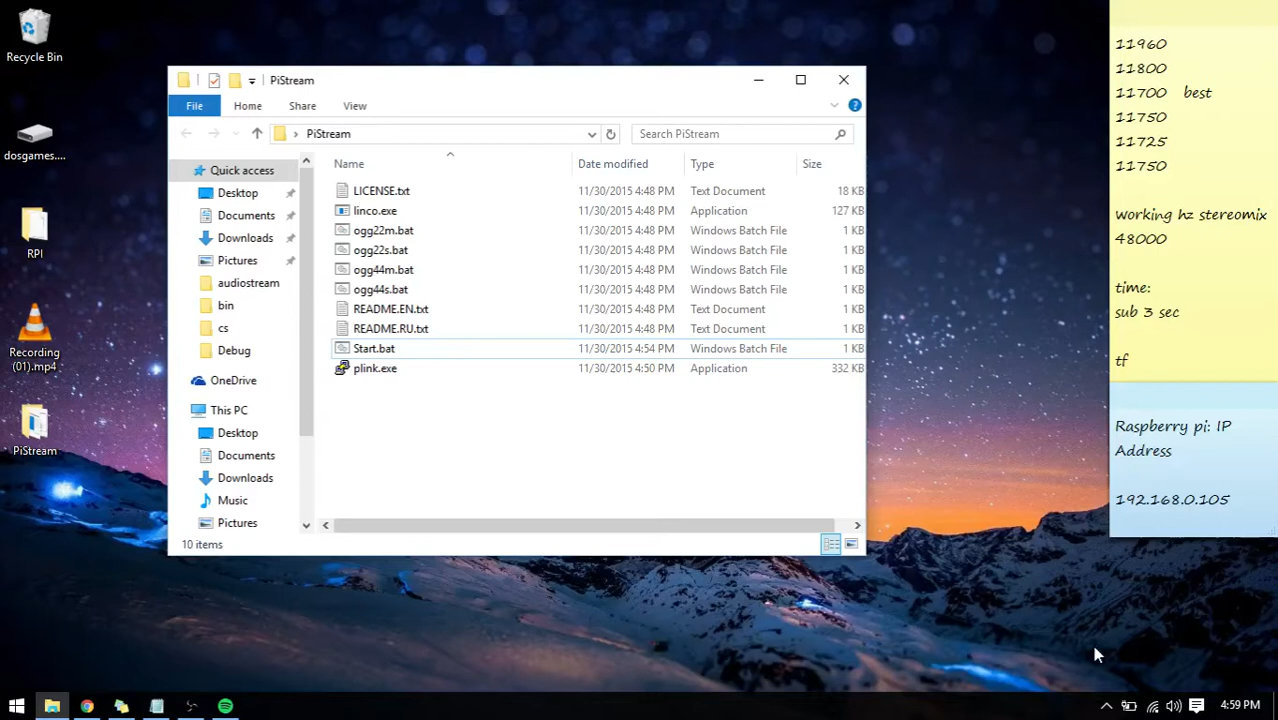 Recycle Bin
dosgames....
RPI
Recording
(01).mp4
PiStream
PiStream
File
Home
Share
View
PiStream
Search PiStream
Quick access
Desktop
Documents
Downloads
Pictures
audiostream
bin
cs
Debug
OneDrive
This PC
Desktop
Documents
Downloads
Music
Pictures
Name Date modified Type Size
LICENSE.txt 11/30/2015 4:48 PM Text Document 18 KB
linco.exe 11/30/2015 4:48 PM Application 127 KB
ogg22m.bat 11/30/2015 4:48 PM Windows Batch File 1 KB
ogg22s.bat 11/30/2015 4:48 PM Windows Batch File 1 KB
ogg44m.bat 11/30/2015 4:48 PM Windows Batch File 1 KB
ogg44s.bat 11/30/2015 4:48 PM Windows Batch File 1 KB
README.EN.txt 11/30/2015 4:48 PM Text Document 1 KB
README.RU.txt 11/30/2015 4:48 PM Text Document 1 KB
Start.bat 11/30/2015 4:54 PM Windows Batch File 1 KB
plink.exe 11/30/2015 4:50 PM Application 332 KB
10 items
11960
11800
11700 best
11750
11725
11750
Working hz stereomix
48000
time:
sub 3 sec
tf
Raspberry pi: IP
Address
192.168.0.105
4:59 PM